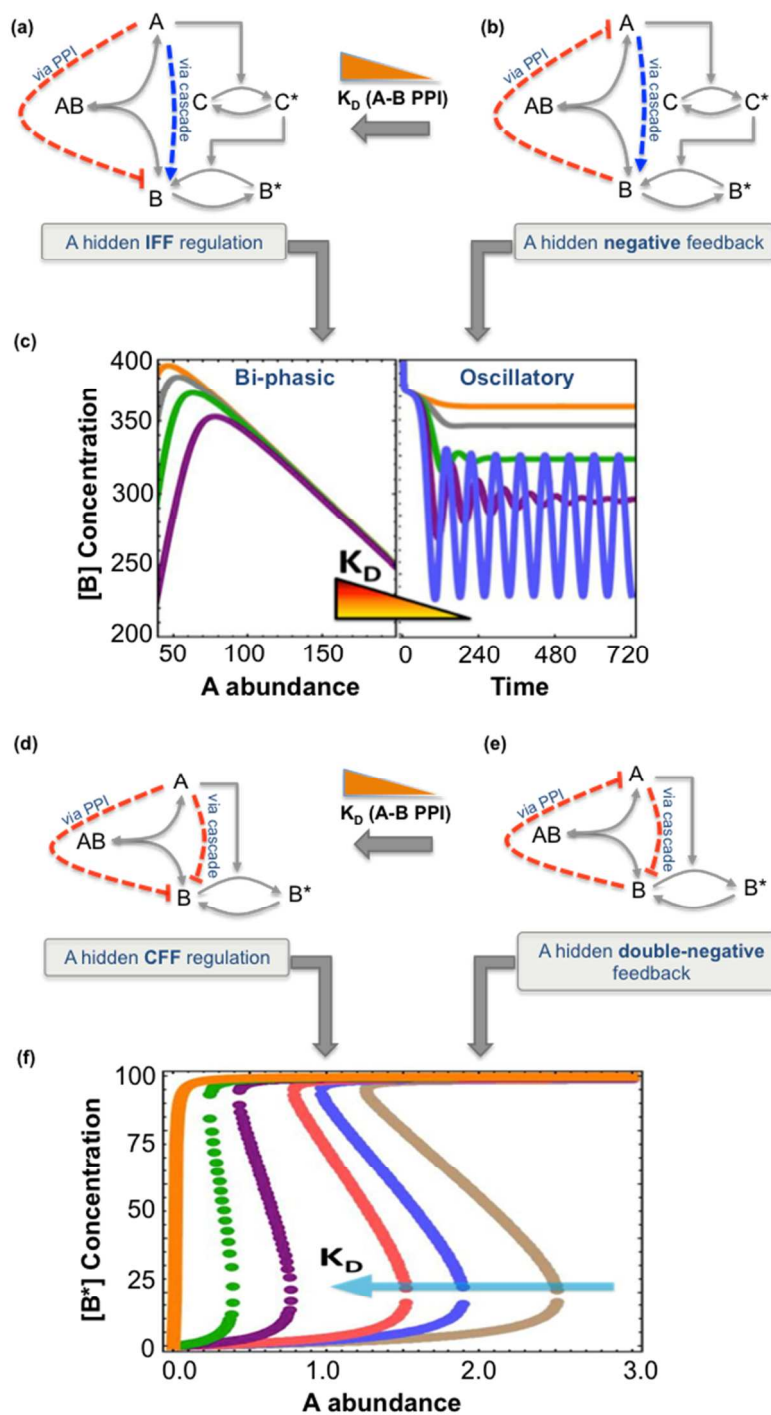 (a)
A
via PPI
via cascade
AB
C
C*
B
B*
A hidden IFF regulation
K_D (A-B PPI)
(b)
A
via PPI
via cascade
AB
C
C*
B
B*
A hidden negative feedback
(c)
Bi-phasic
Oscillatory
[B] Concentration
400
350
300
250
200
K_D
50
100
150
0
240
480
720
A abundance
Time
(d)
A
via PPI
via cascade
AB
B
B*
A hidden CFF regulation
K_D (A-B PPI)
(e)
A
via PPI
via cascade
AB
B
B*
A hidden double-negative
feedback
(f)
[B*] Concentration
100
75
50
25
0
K_D
0.0
1.0
2.0
3.0
A abundance